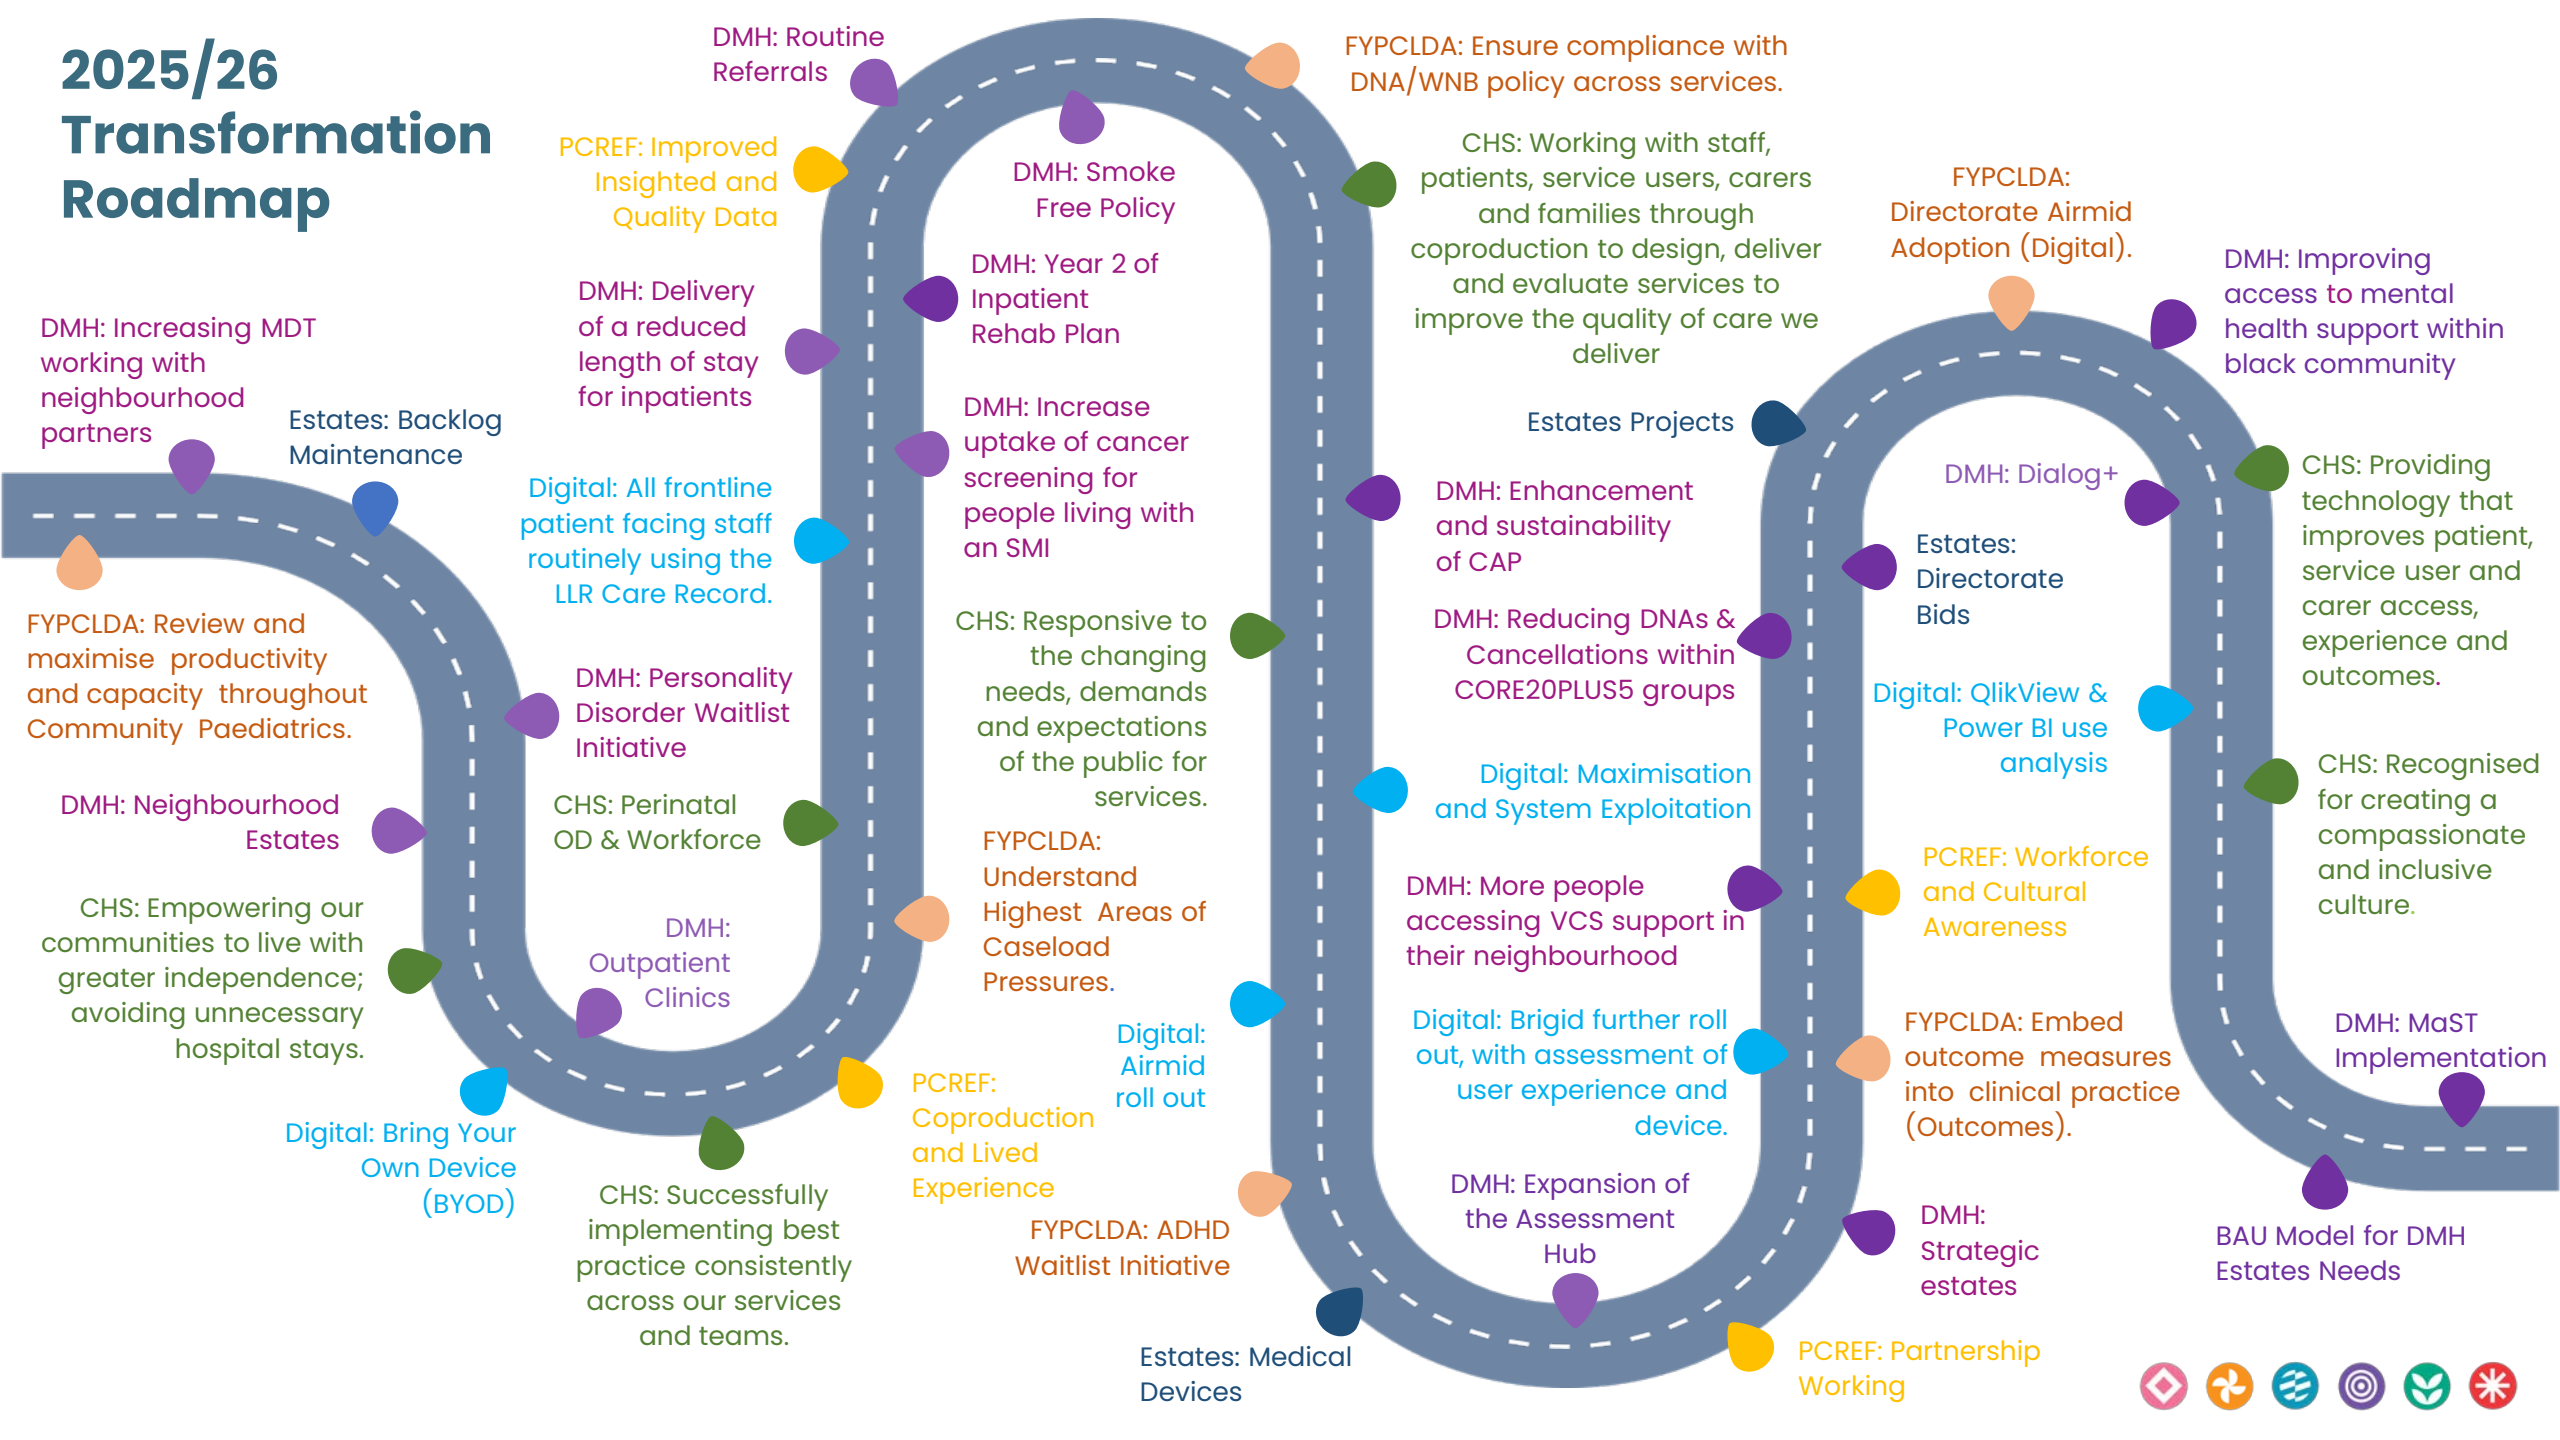 2025/26
Transformation
Roadmap
DMH: Increasing MDT
working with
neighbourhood
partners
Estates: Backlog
Maintenance
FYPCLDA: Review and
maximise productivity
and capacity throughout
Community Paediatrics.
DMH: Neighbourhood
Estates
CHS: Empowering our
communities to live with
greater independence;
avoiding unnecessary
hospital stays.
Digital: Bring Your
Own Device
(BYOD)
DMH: Routine
Referrals
PCREF: Improved
Insighted and
Quality Data
DMH: Delivery
of a reduced
length of stay
for inpatients
Digital: All frontline
patient facing staff
routinely using the
LLR Care Record.
DMH: Personality
Disorder Waitlist
Initiative
CHS: Perinatal
OD & Workforce
DMH:
Outpatient
Clinics
CHS: Successfully
implementing best
practice consistently
across our services
and teams.
DMH: Smoke
Free Policy
DMH: Year 2 of
Inpatient
Rehab Plan
DMH: Increase
uptake of cancer
screening for
people living with
an SMI
CHS: Responsive to
the changing
needs, demands
and expectations
of the public for
services.
FYPCLDA:
Understand
Highest Areas of
Caseload
Pressures.
Digital:
Airmid
roll out
PCREF:
Coproduction
and Lived
Experience
FYPCLDA: ADHD
Waitlist Initiative
Estates: Medical
Devices
FYPCLDA: Ensure compliance with
DNA/WNB policy across services.
CHS: Working with staff,
patients, service users, carers
and families through
coproduction to design, deliver
and evaluate services to
improve the quality of care we
deliver
Estates Projects
DMH: Enhancement
and sustainability
of CAP
DMH: Reducing DNAs &
Cancellations within
CORE20PLUS5 groups
Digital: Maximisation
and System Exploitation
DMH: More people
accessing VCS support in
their neighbourhood
Digital: Brigid further roll
out, with assessment of
user experience and
device.
DMH: Expansion of
the Assessment
Hub
FYPCLDA:
Directorate Airmid
Adoption (Digital).
DMH: Improving
access to mental
health support within
black community
DMH: Dialog+
Estates:
Directorate
Bids
Digital: QlikView &
Power BI use
analysis
PCREF: Workforce
and Cultural
Awareness
FYPCLDA: Embed
outcome measures
into clinical practice
(Outcomes).
DMH:
Strategic
estates
PCREF: Partnership
Working
CHS: Providing
technology that
improves patient,
service user and
carer access,
experience and
outcomes.
CHS: Recognised
for creating a
compassionate
and inclusive
culture.
DMH: MaST
Implementation
BAU Model for DMH
Estates Needs